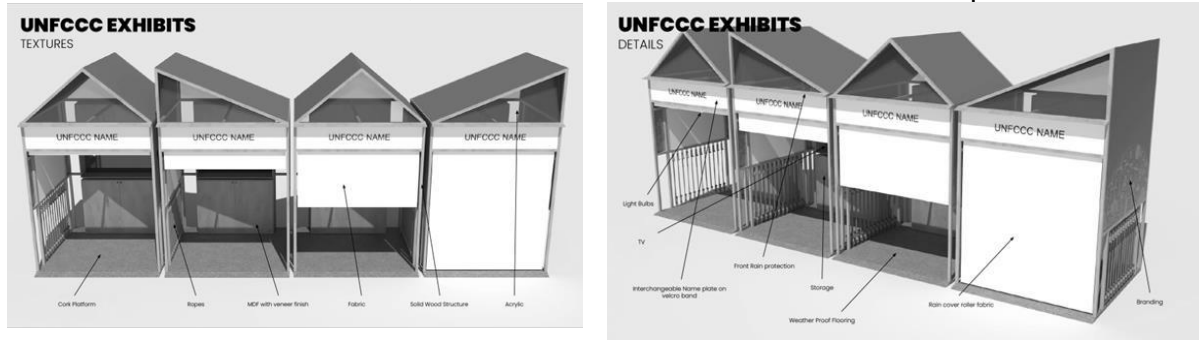 UNFCCC EXHIBITS
TEXTURES
UNFCCC NAME
UNFCCC NAME
UNFCCC NAME
UNFCCC NAME
Cork Platform
Ropes
MDF with veneer finish
Fabric
Solid Wood Structure
Acrylic
UNFCCC EXHIBITS
DETAILS
UNFCCC NAME
UNFCCC NAME
UNFCCC NAME
UNFCCC NAME
Light Bulbs
TV
Front Rain protection
Interchangeable Name plate on
velcro band
Storage
Rain cover roller fabric
Branding
Weather Proof Flooring